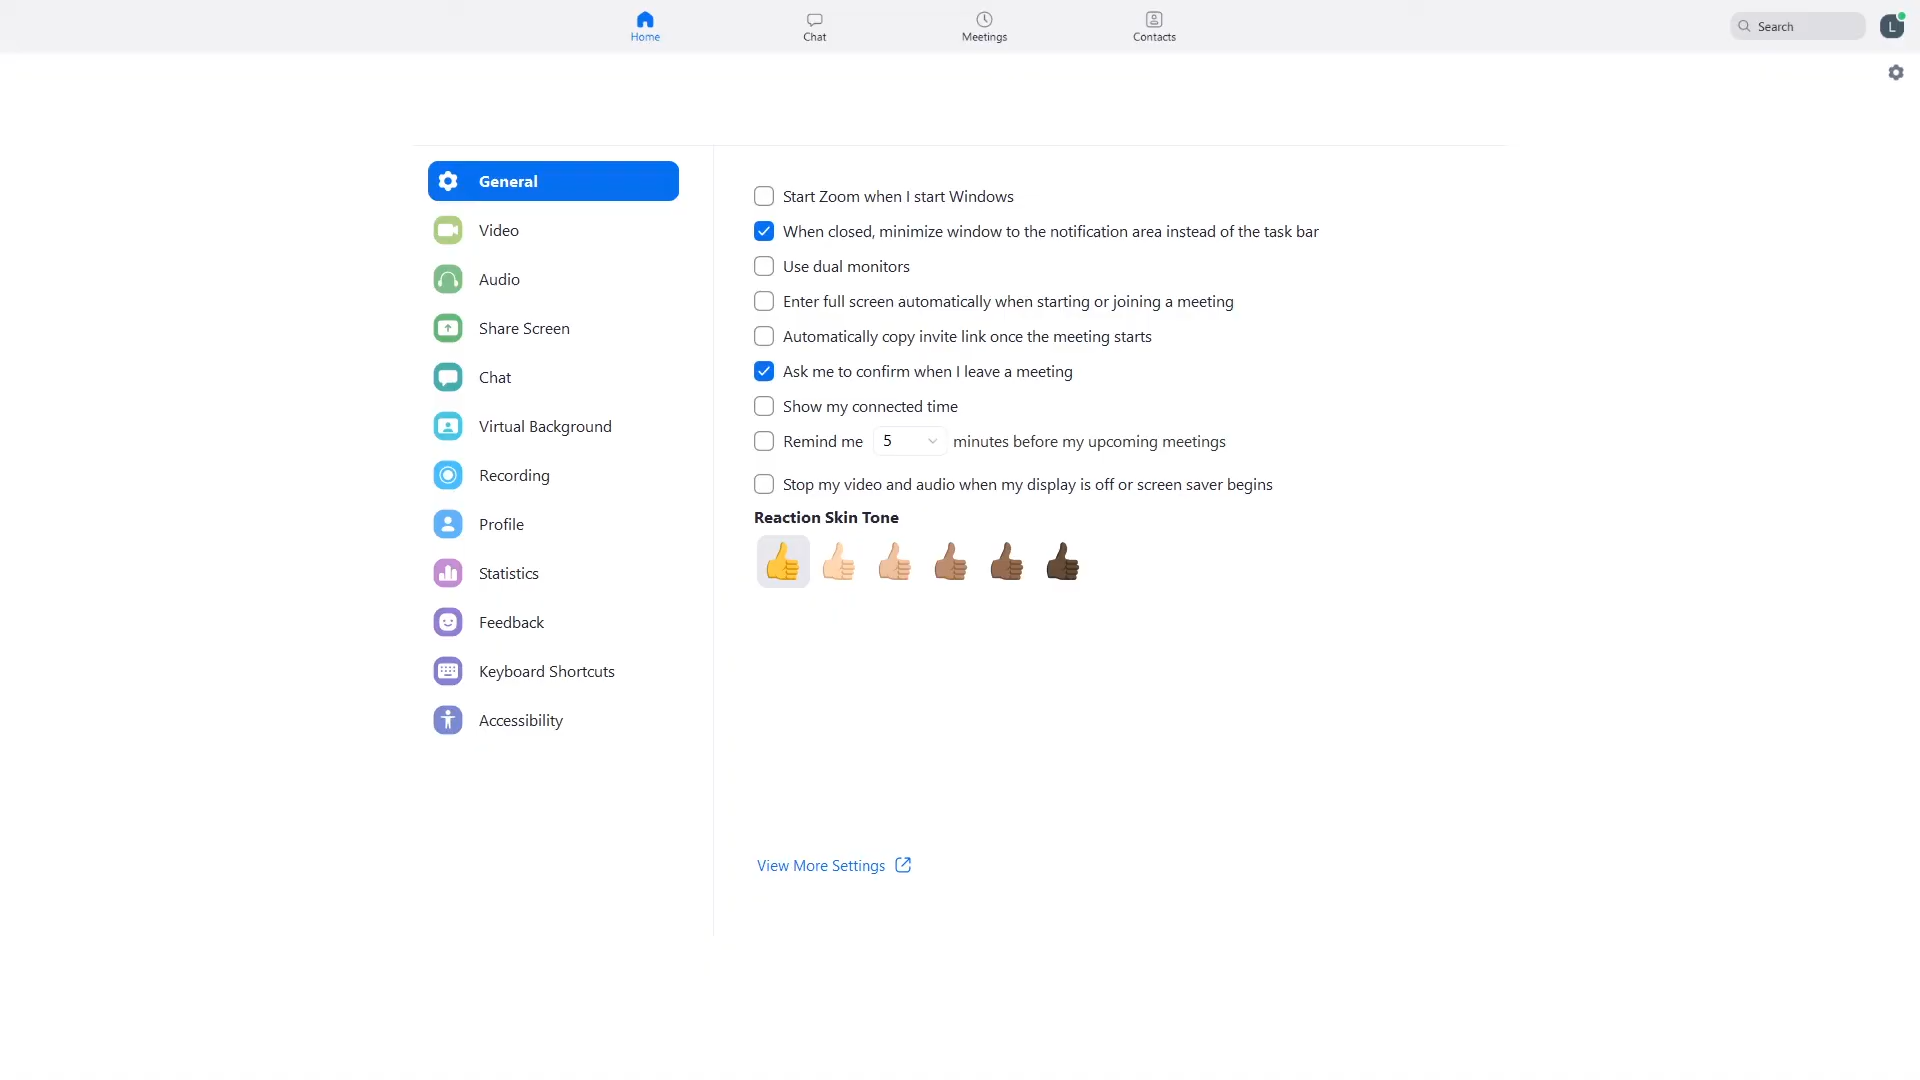 Home
Chat
Meetings
Contacts
Search
L
General
Video
Audio
Share Screen
Chat
Virtual Background
Recording
Profile
Statistics
Feedback
Keyboard Shortcuts
Accessibility
Start Zoom when I start Windows
When closed, minimize window to the notification area instead of the task bar
Use dual monitors
Enter full screen automatically when starting or joining a meeting
Automatically copy invite link once the meeting starts
Ask me to confirm when I leave a meeting
Show my connected time
Remind me 5 minutes before my upcoming meetings
Stop my video and audio when my display is off or screen saver begins
Reaction Skin Tone
View More Settings